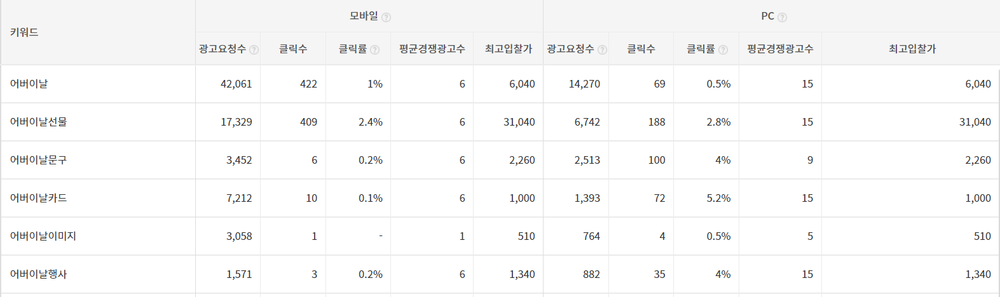 키워드 모바일 ? PC ?
광고요청수 ? 클릭수 클릭률 ? 평균경쟁광고수 최고입찰가 광고요청수 ? 클릭수 클릭률 ? 평균경쟁광고수 최고입찰가
어버이날 42,061 422 1% 6 6,040 14,270 69 0.5% 15 6,040
어버이날선물 17,329 409 2.4% 6 31,040 6,742 188 2.8% 15 31,040
어버이날문구 3,452 6 0.2% 6 2,260 2,513 100 4% 9 2,260
어버이날카드 7,212 10 0.1% 6 1,000 1,393 72 5.2% 15 1,000
어버이날이미지 3,058 1 - 1 510 764 4 0.5% 5 510
어버이날행사 1,571 3 0.2% 6 1,340 882 35 4% 15 1,340